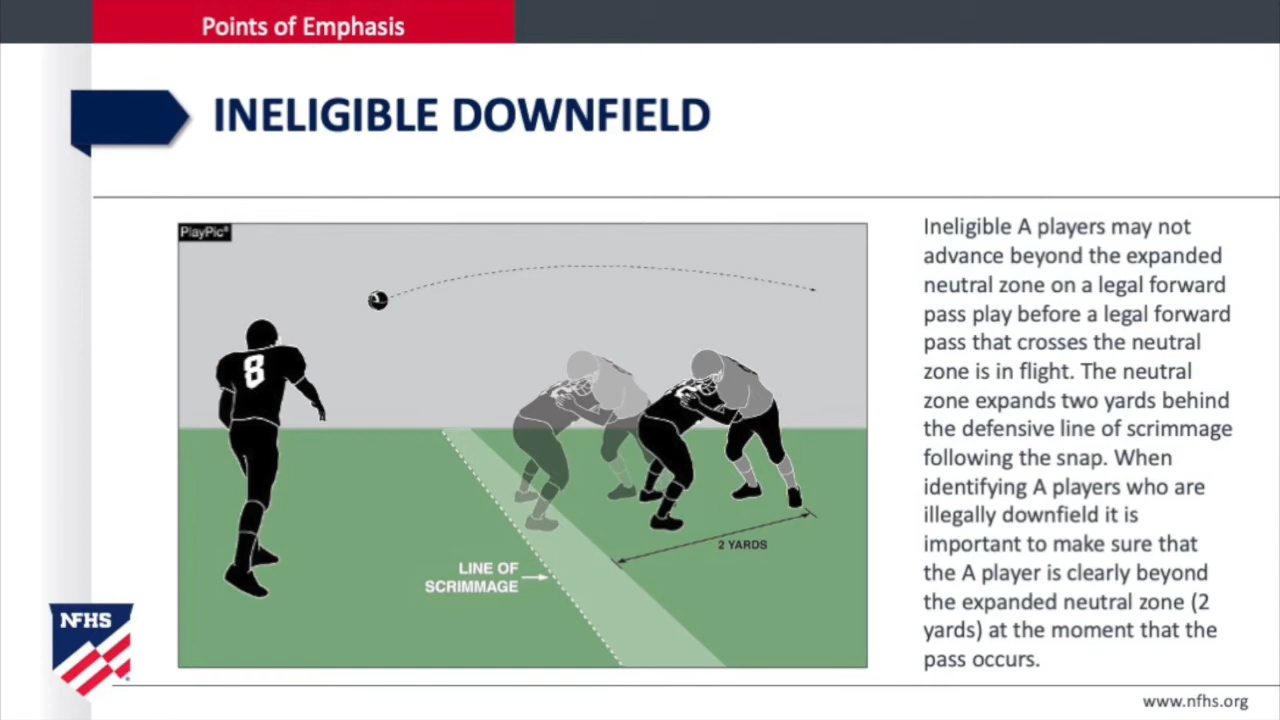 Points of Emphasis
INELIGIBLE DOWNFIELD
PlayPic®
8
LINE OF
SCRIMMAGE
2 YARDS
Ineligible A players may not
advance beyond the expanded
neutral zone on a legal forward
pass play before a legal forward
pass that crosses the neutral
zone is in flight. The neutral
zone expands two yards behind
the defensive line of scrimmage
following the snap. When
identifying A players who are
illegally downfield it is
important to make sure that
the A player is clearly beyond
the expanded neutral zone (2
yards) at the moment that the
pass occurs.
NFHS
www.nfhs.org